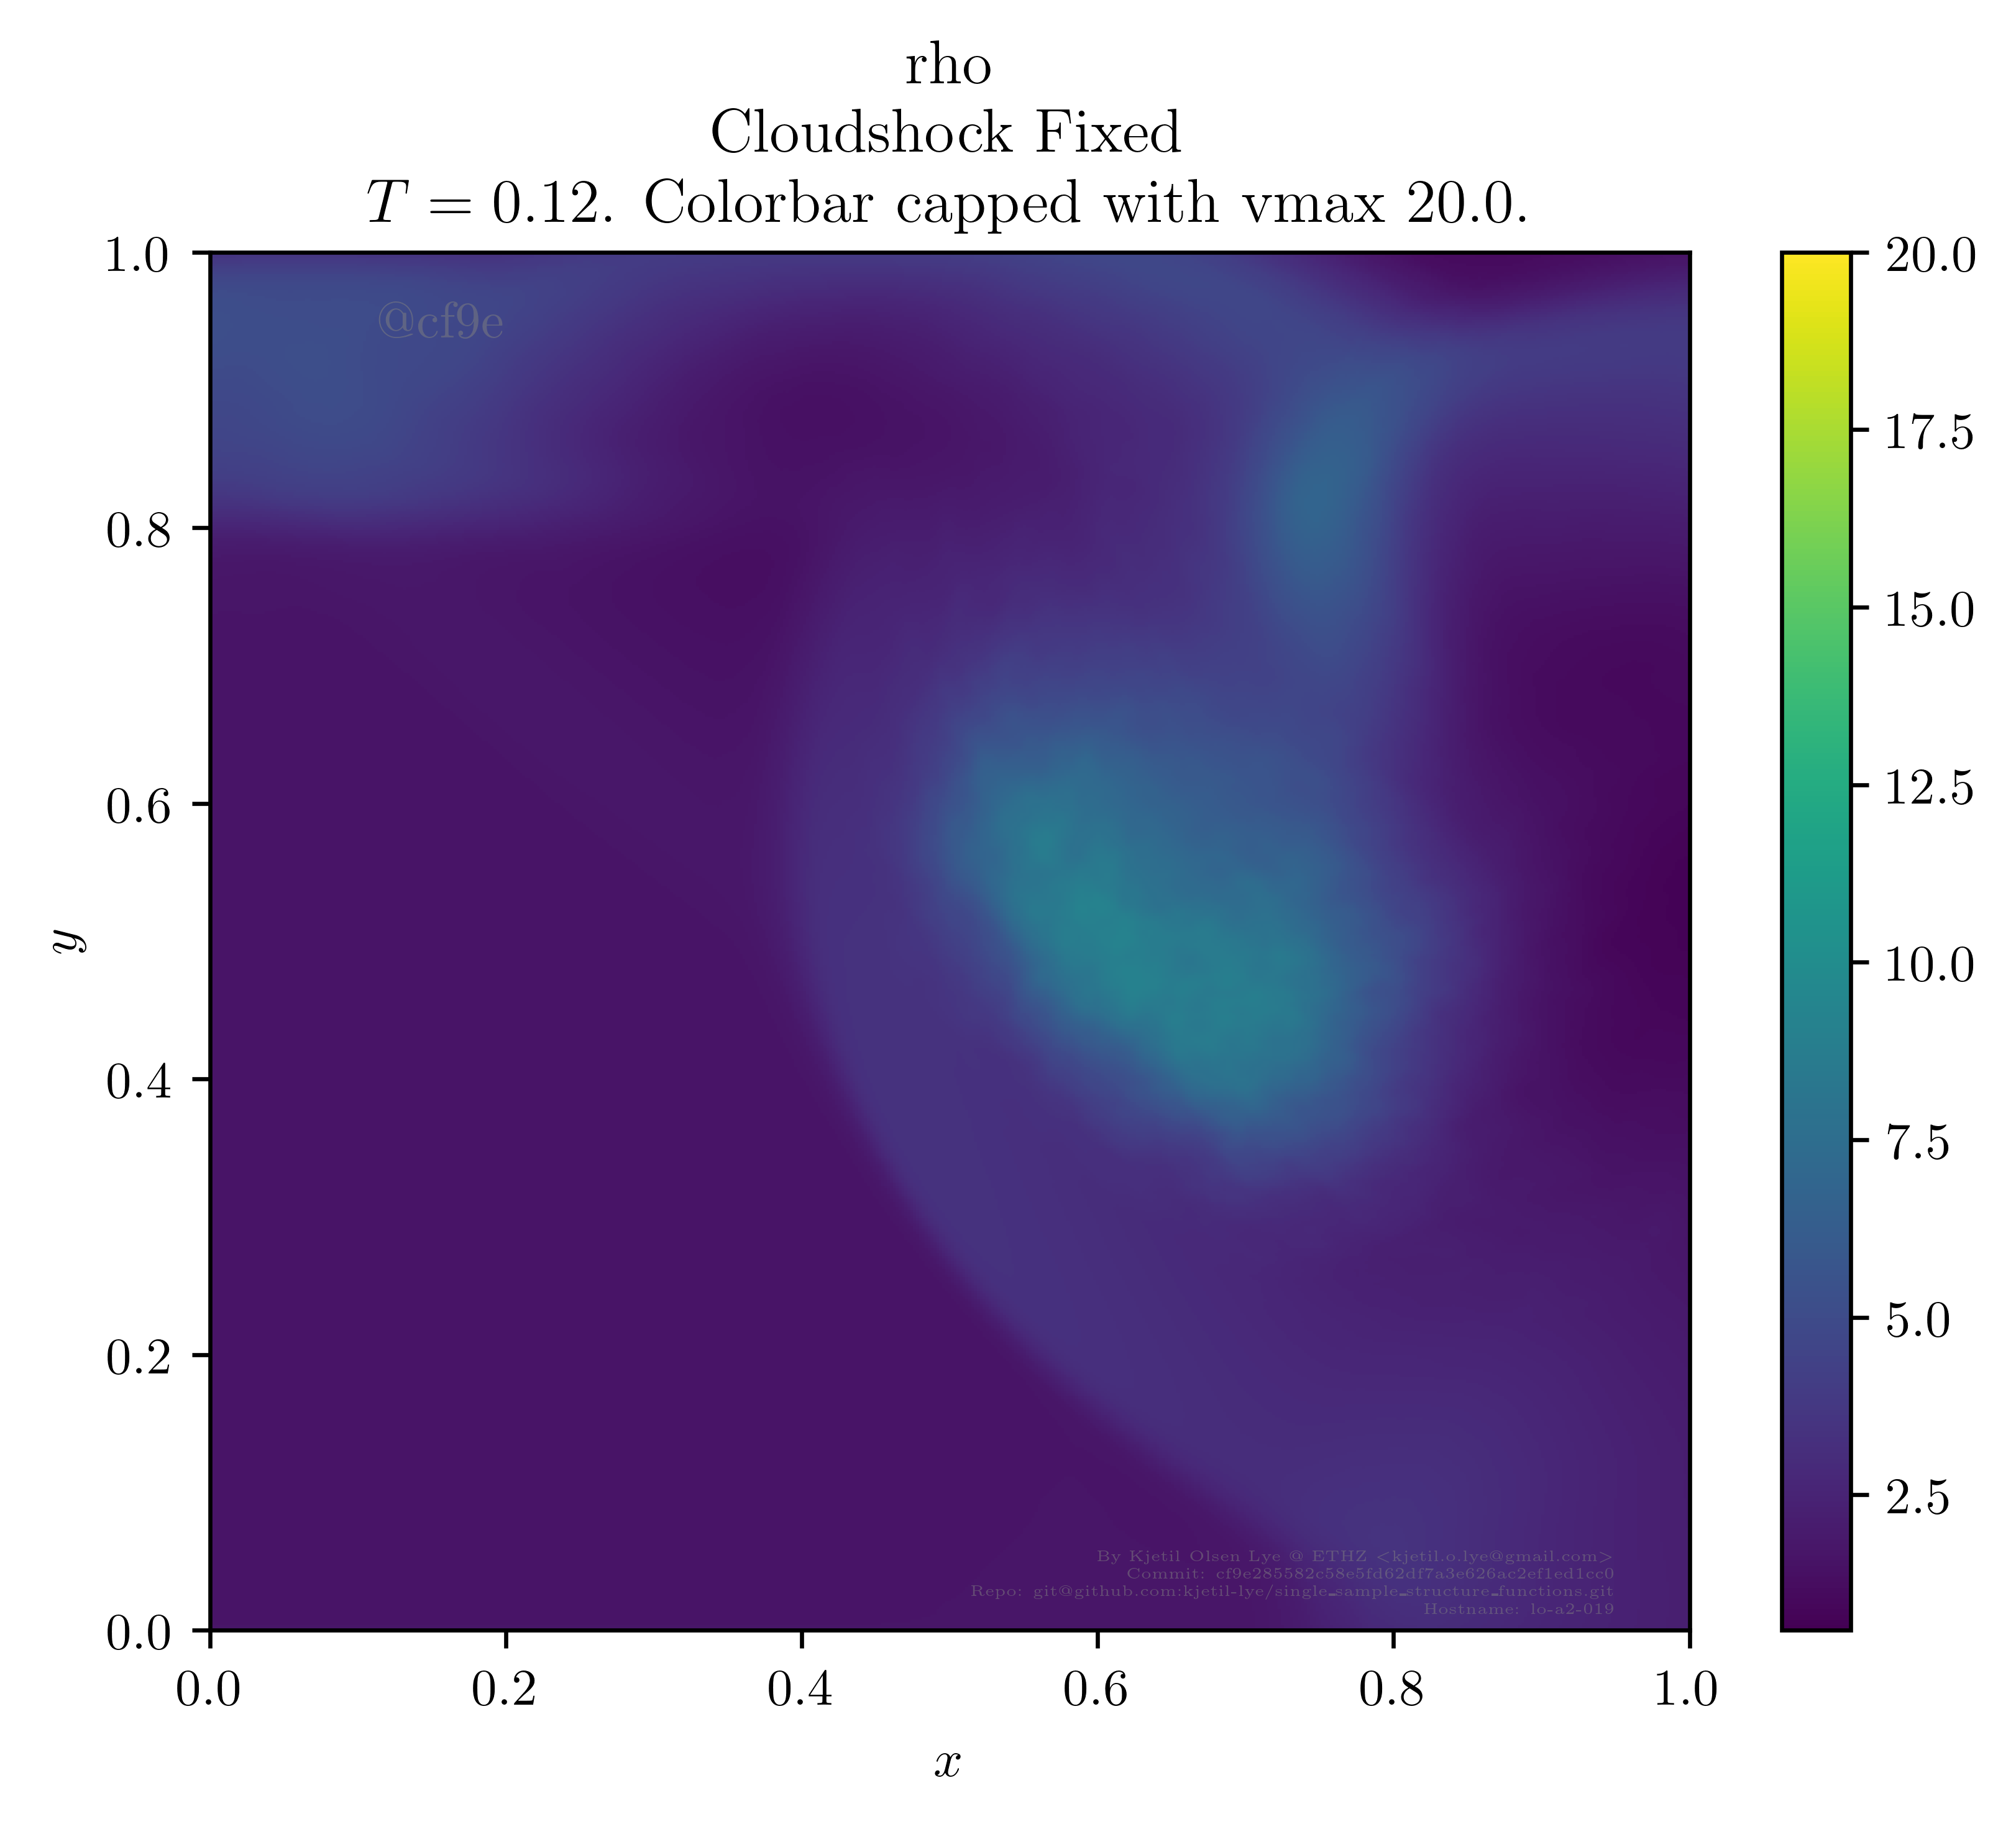 rho
Cloudshock Fixed
T = 0.12. Colorbar capped with vmax 20.0.
1.0
0.8
0.6
0.4
0.2
0.0
y
@cf9e
By Kjetil Olsen Lye @ ETHZ <kjetil.o.lye@gmail.com>
Commit: cf9e285582c58e5fd62df7a3e626ac2ef1ed1cc0
Repo: git@github.com:kjetil-lye/single_sample_structure_functions.git
Hostname: lo-a2-019
0.0 0.2 0.4 0.6 0.8 1.0
x
20.0
17.5
15.0
12.5
10.0
7.5
5.0
2.5